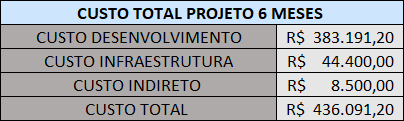 CUSTO TOTAL PROJETO 6 MESES
CUSTO DESENVOLVIMENTO R$ 383.191,20
CUSTO INFRAESTRUTURA R$ 44.400,00
CUSTO INDIRETO R$ 8.500,00
CUSTO TOTAL R$ 436.091,20